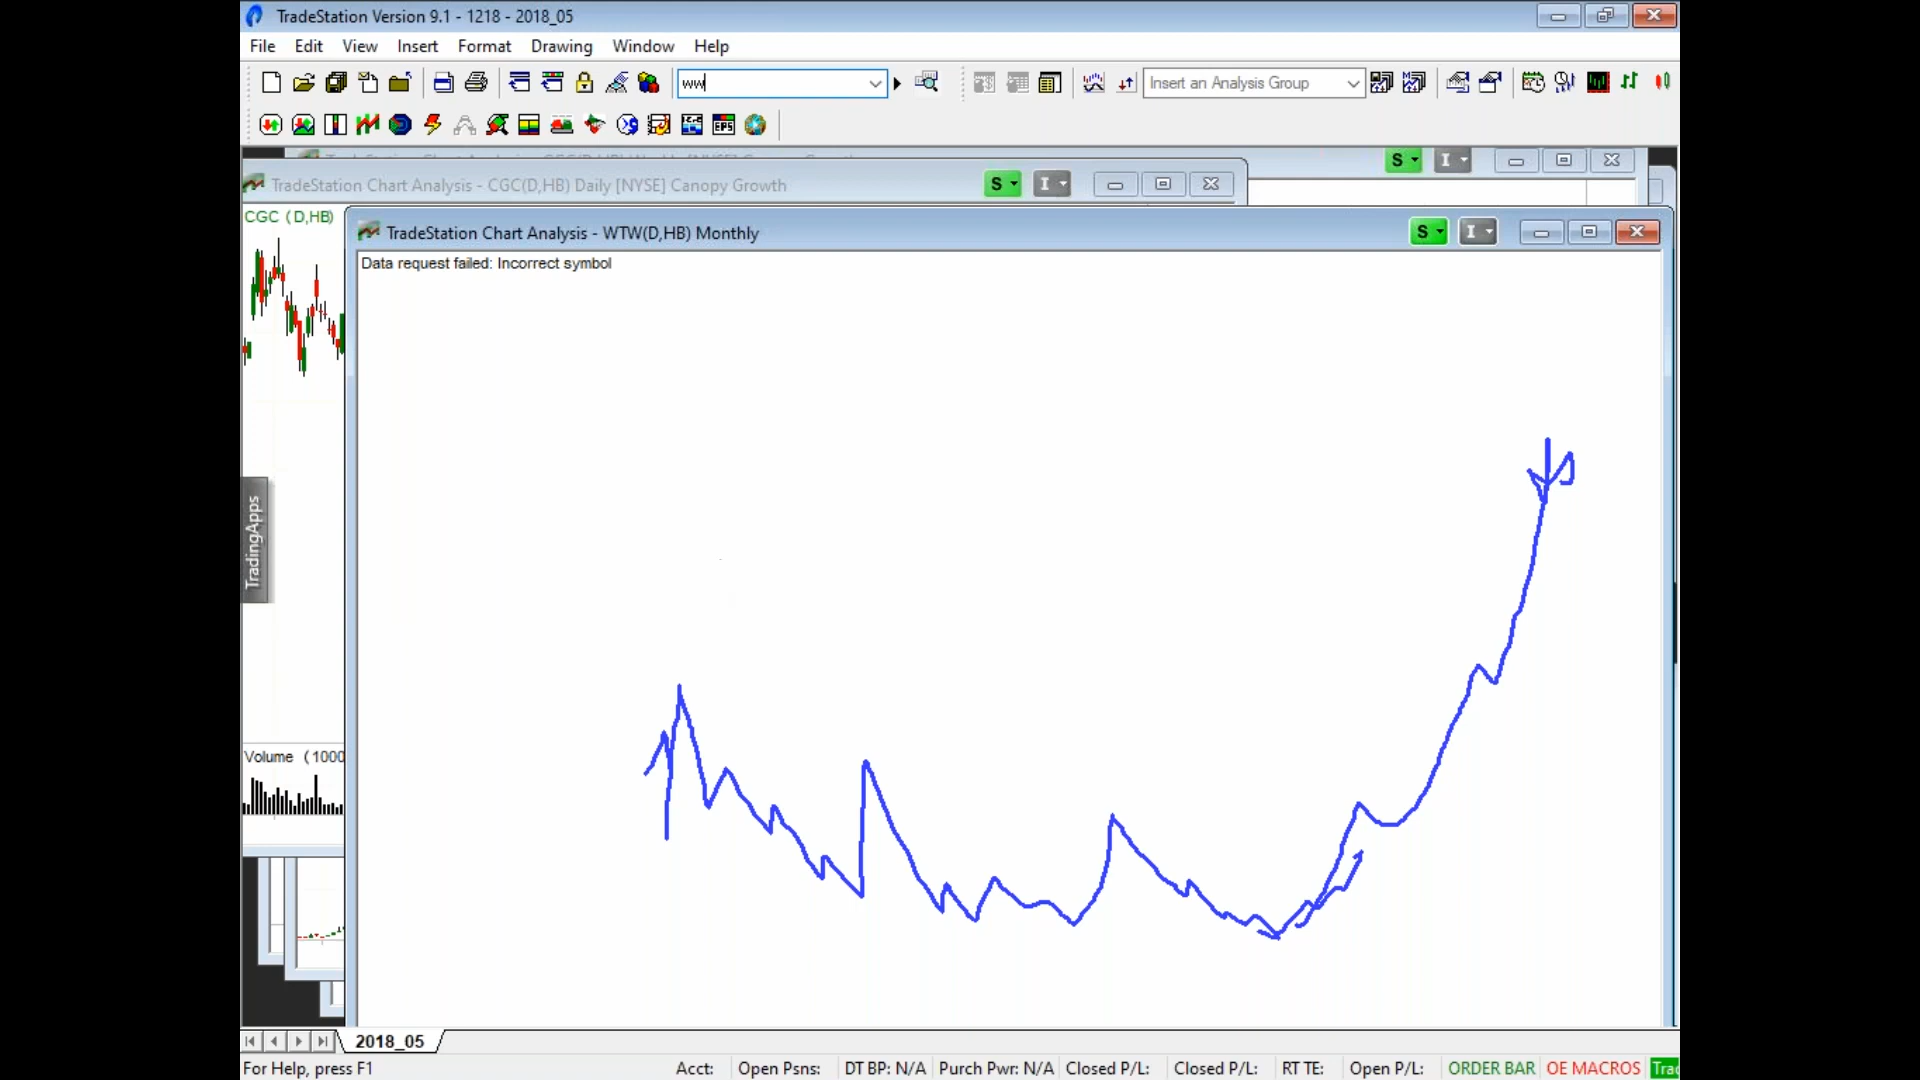 TradeStation Version 9.1 - 1218 - 2018_05
File Edit View Insert Format Drawing Window Help
ww
Insert an Analysis Group
EPS
S I
TradeStation Chart Analysis - CGC(D,HB) Daily [NYSE] Canopy Growth
S I
CGC (D,HB)
TradeStation Chart Analysis - WTW(D,HB) Monthly
S I
Data request failed: Incorrect symbol
TradingApps
Volume (1000
2018_05
For Help, press F1
Acct: Open Psns: DT BP: N/A Purch Pwr: N/A Closed P/L: Closed P/L: RT TE: Open P/L: ORDER BAR OE MACROS Trad